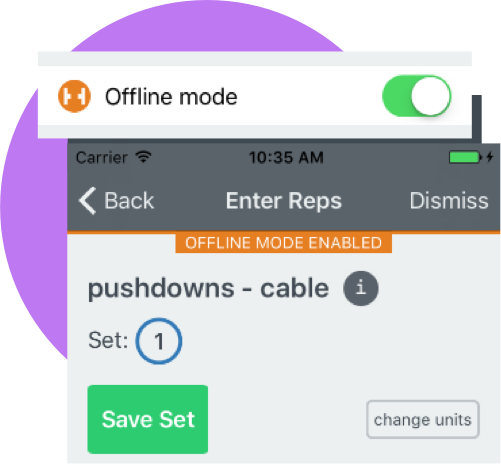 Offline mode
Carrier 10:35 AM
Back Enter Reps Dismiss
OFFLINE MODE ENABLED
pushdowns - cable i
Set: 1
Save Set change units